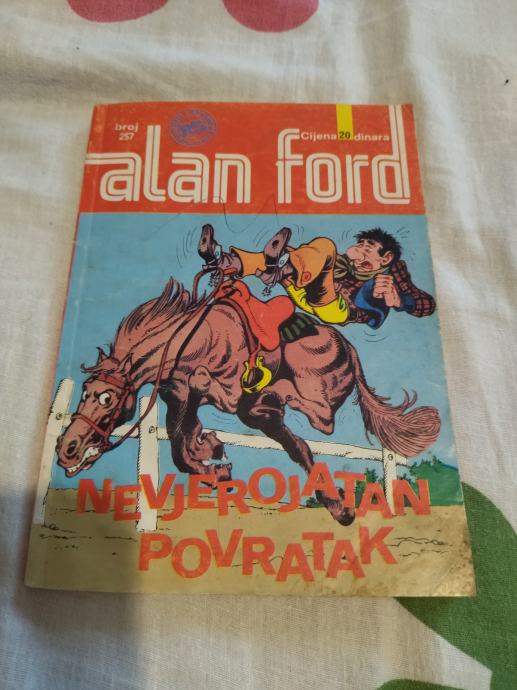 broj
257
Cijena 20 dinara
alan ford
NEVJEROJATAN
POVRATAK